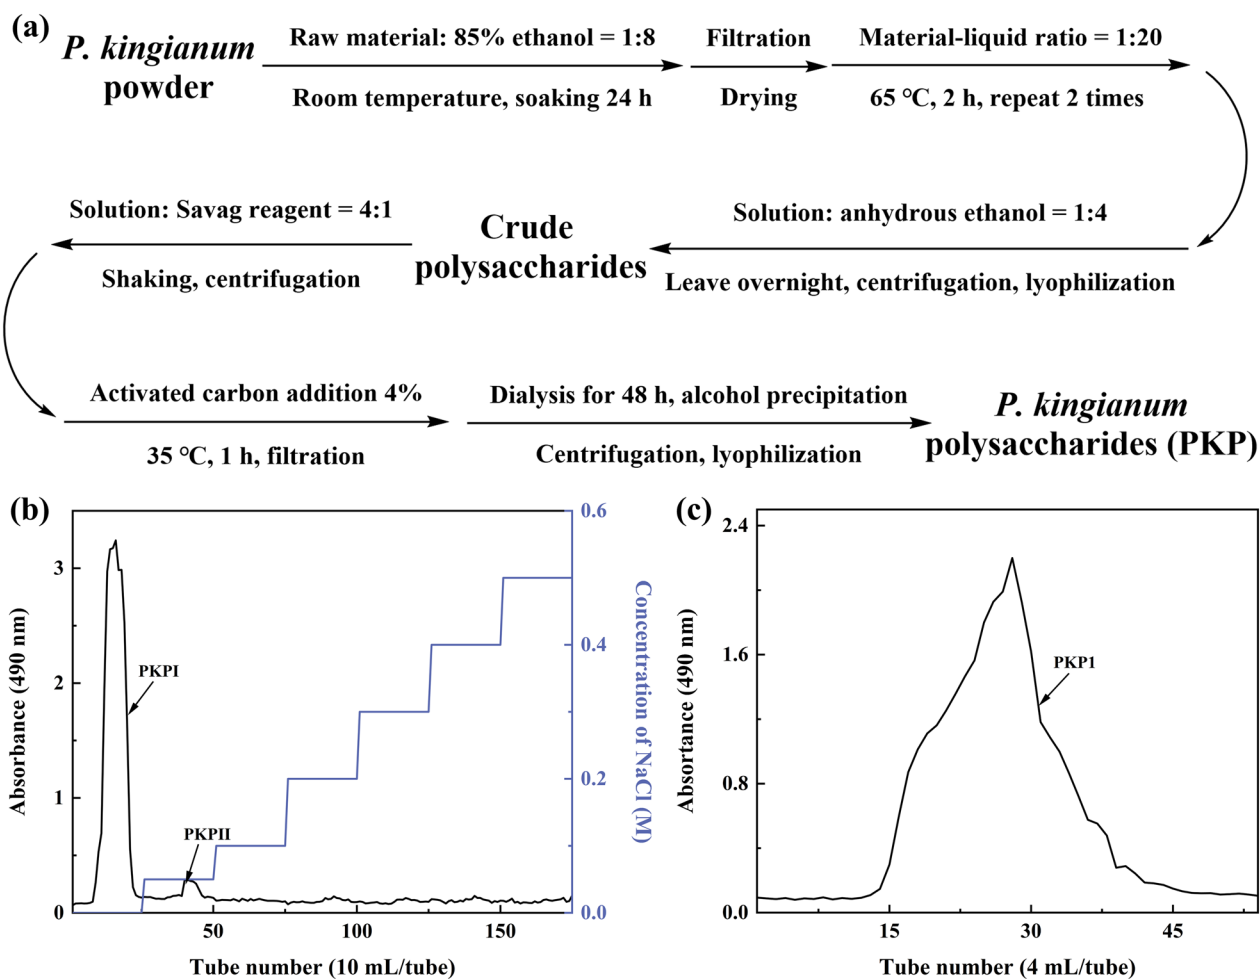 (a)
P. kingianum
powder
Raw material: 85% ethanol = 1:8
Room temperature, soaking 24 h
Filtration
Drying
Material-liquid ratio = 1:20
65 ℃, 2 h, repeat 2 times
Solution: Savag reagent = 4:1
Shaking, centrifugation
Crude
polysaccharides
Solution: anhydrous ethanol = 1:4
Leave overnight, centrifugation, lyophilization
Activated carbon addition 4%
35 ℃, 1 h, filtration
Dialysis for 48 h, alcohol precipitation
Centrifugation, lyophilization
P. kingianum
polysaccharides (PKP)
(b)
Absorbance (490 nm)
3
2
1
0
PKPI
PKPII
0.6
0.4
0.2
0.0
Concentration of NaCl (M)
50
100
150
Tube number (10 mL/tube)
(c)
Absortance (490 nm)
2.4
1.6
0.8
0.0
PKP1
15
30
45
Tube number (4 mL/tube)